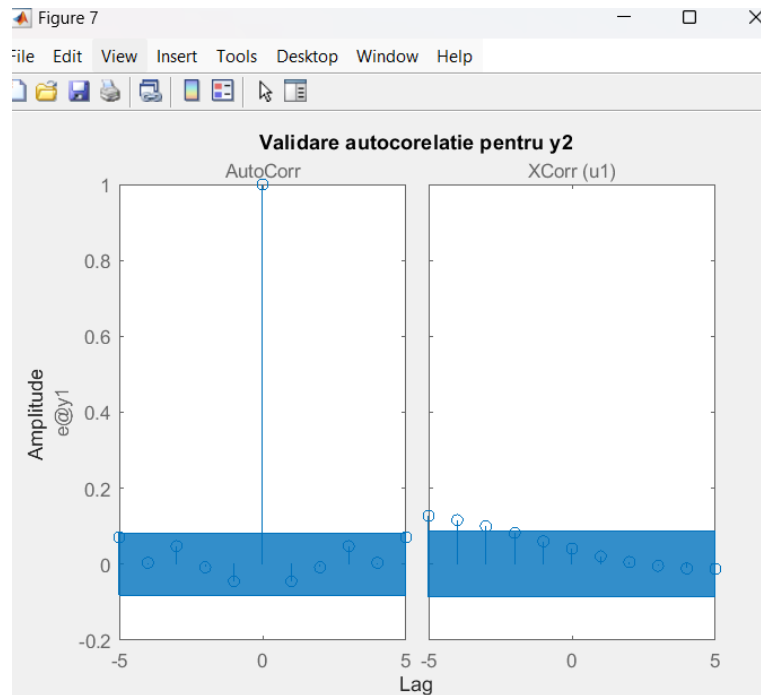 Figure 7
File Edit View Insert Tools Desktop Window Help
Validare autocorelatie pentru y2
AutoCorr
XCorr (u1)
Amplitude
e@y1
1
0.8
0.6
0.4
0.2
0
-0.2
-5 0 5
-5 0 5
Lag